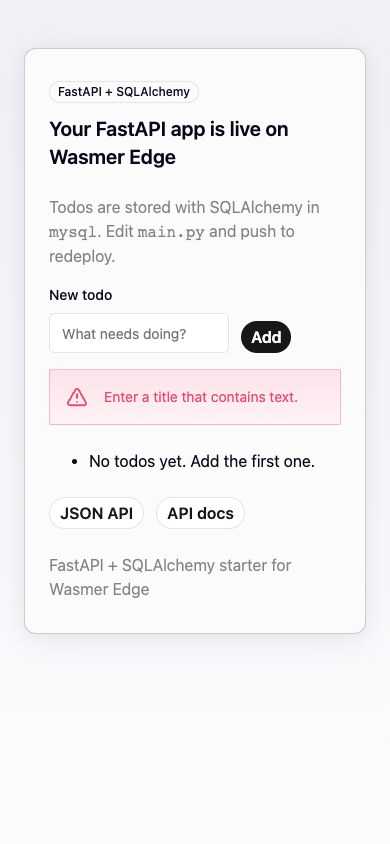 FastAPI + SQLAlchemy
Your FastAPI app is live on
Wasmer Edge
Todos are stored with SQLAlchemy in
mysql. Edit main.py and push to
redeploy.
New todo
What needs doing?
Add
Enter a title that contains text.
• No todos yet. Add the first one.
JSON API
API docs
FastAPI + SQLAlchemy starter for
Wasmer Edge